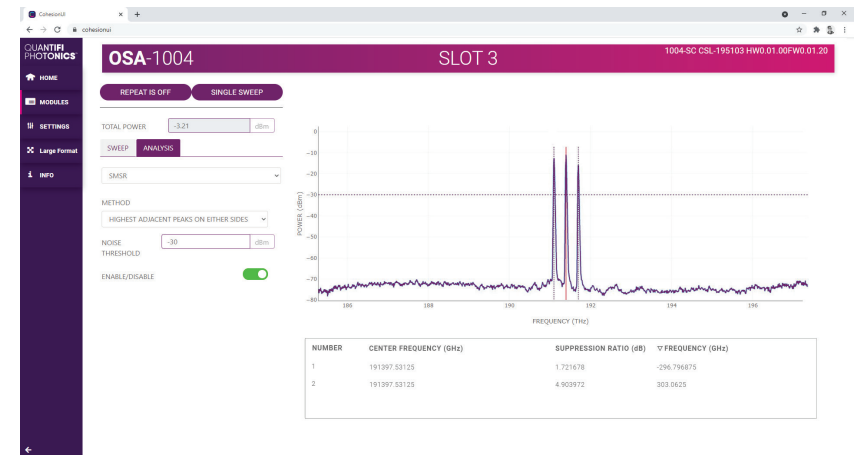 CohesionUI
cohesionui
QUANTIFI
PHOTONICS
HOME
MODULES
SETTINGS
Large Format
INFO
OSA-1004
SLOT 3
1004-SC CSL-195103 HW0.01.00FW0.01.20
REPEAT IS OFF
SINGLE SWEEP
TOTAL POWER
-3.21
dBm
SWEEP
ANALYSIS
SMSR
METHOD
HIGHEST ADJACENT PEAKS ON EITHER SIDES
NOISE
THRESHOLD
-30
dBm
ENABLE/DISABLE
POWER (dBm)
0
-10
-20
-30
-40
-50
-60
-70
-80
186
188
190
192
194
196
FREQUENCY (THz)
NUMBER CENTER FREQUENCY (GHz) SUPPRESSION RATIO (dB) ▽ FREQUENCY (GHz)
1 191397.53125 1.721678 -296.796875
2 191397.53125 4.903972 303.0625